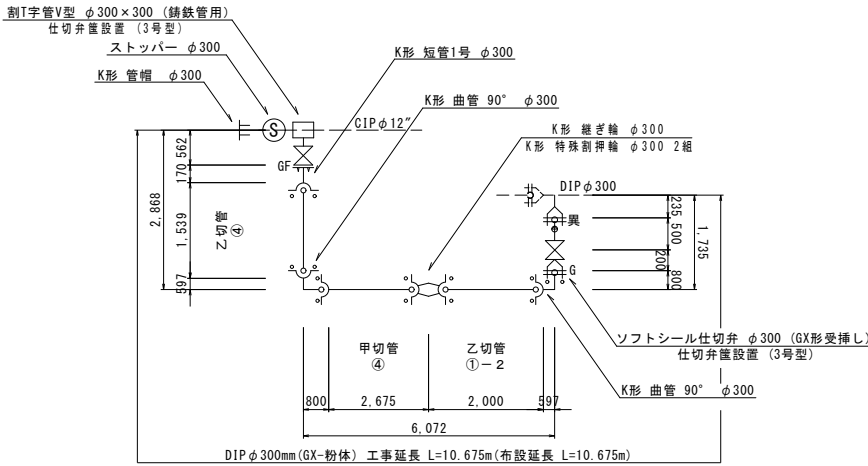 割T字管V型 φ300×300 (鋳鉄管用)
仕切弁筐設置 (3号型)
ストッパー φ300
K形 管帽 φ300
K形 短管1号 φ300
K形 曲管 90° φ300
S
CIPφ12″
K形 継ぎ輪 φ300
K形 特殊割押輪 φ300 2組
GF
DIPφ300
異
G
562
170
2,868
1,539
乙切管
④
597
235
500
1,735
200
800
ソフトシール仕切弁 φ300 (GX形受挿し)
仕切弁筐設置 (3号型)
甲切管
④
乙切管
①-2
K形 曲管 90° φ300
800
2,675
2,000
597
6,072
DIPφ300mm(GX-粉体) 工事延長 L=10.675m(布設延長 L=10.675m)